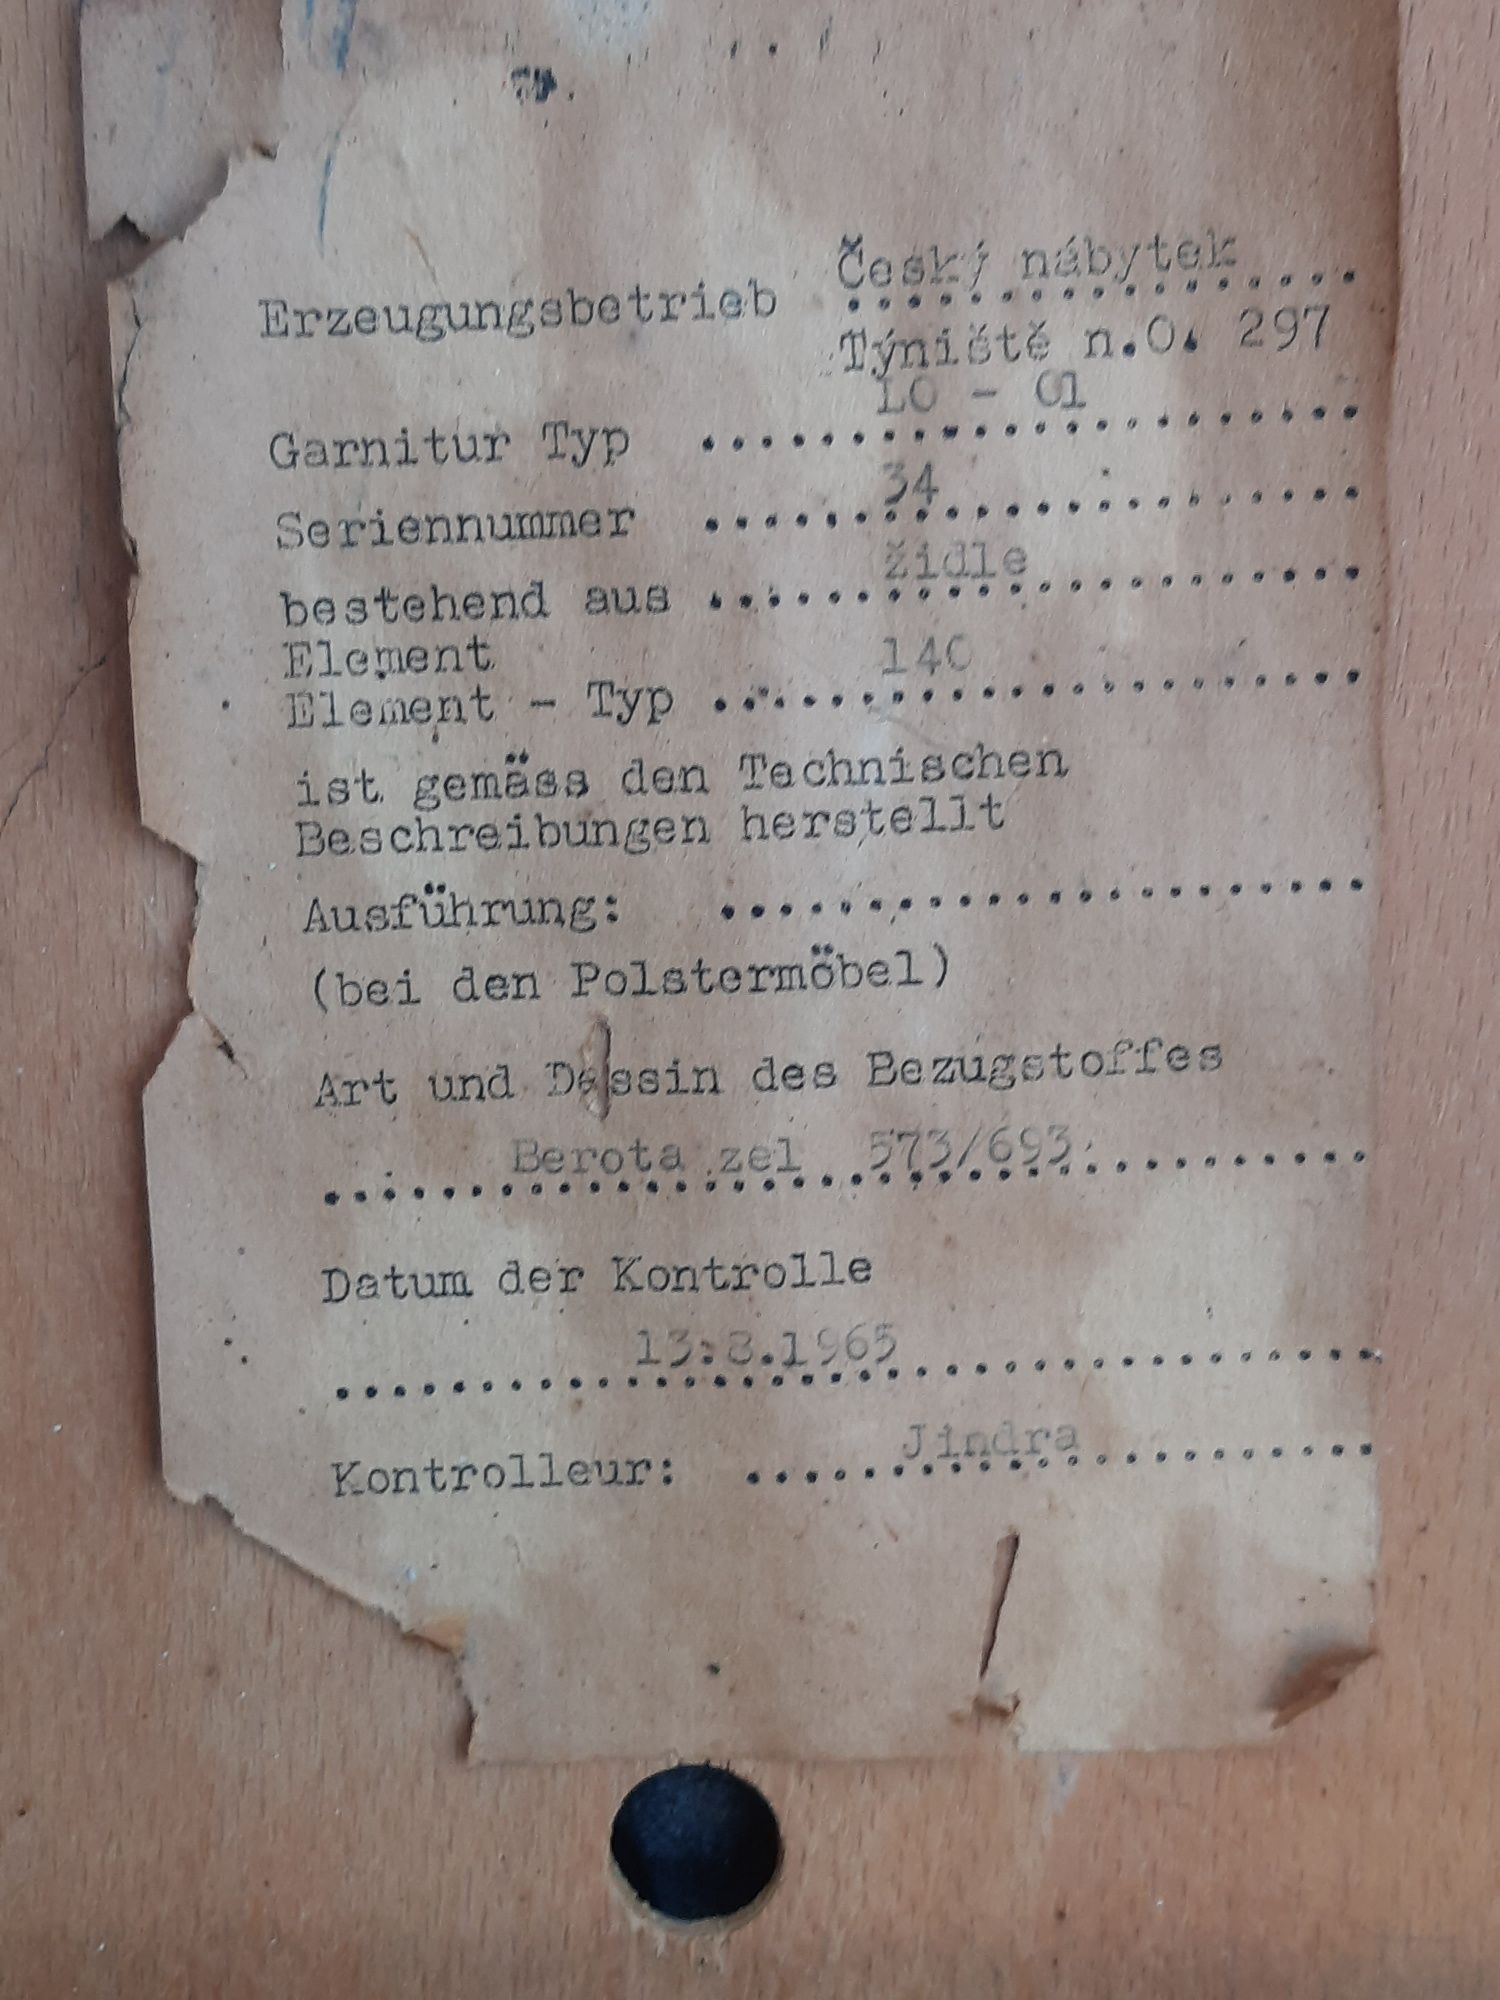 Český nábytek
Erzeugungsbetrieb ..................
Týniště n.O. 297
LO - 01
Garnitur Typ ......................
34
Seriennummer ......................
židle
bestehend aus ......................
Element 140
Element - Typ ......................
ist gemäss den Technischen
Beschreibungen herstellt
Ausführung: ......................
(bei den Polstermöbel)
Art und Dessin des Bezugstoffes
Berota zel 573/693
....................................
Datum der Kontrolle
13.8.1965
....................................
Jindra
Kontrolleur: ......................